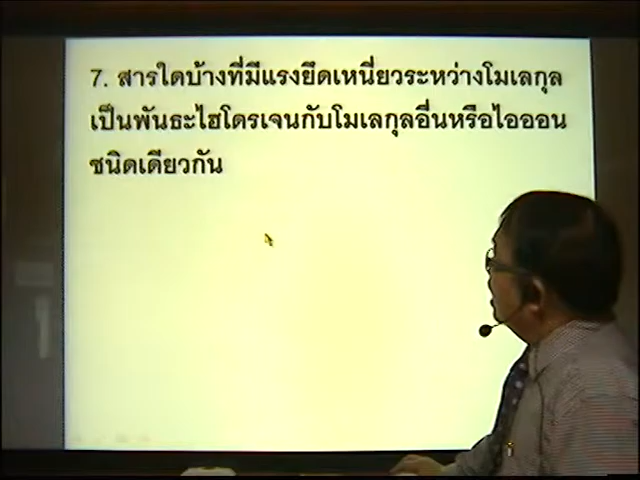 7. สารใดบ้างที่มีแรงยึดเหนี่ยวระหว่างโมเลกุล
เป็นพันธะไฮโดรเจนกับโมเลกุลอื่นหรือไอออน
ชนิดเดียวกัน